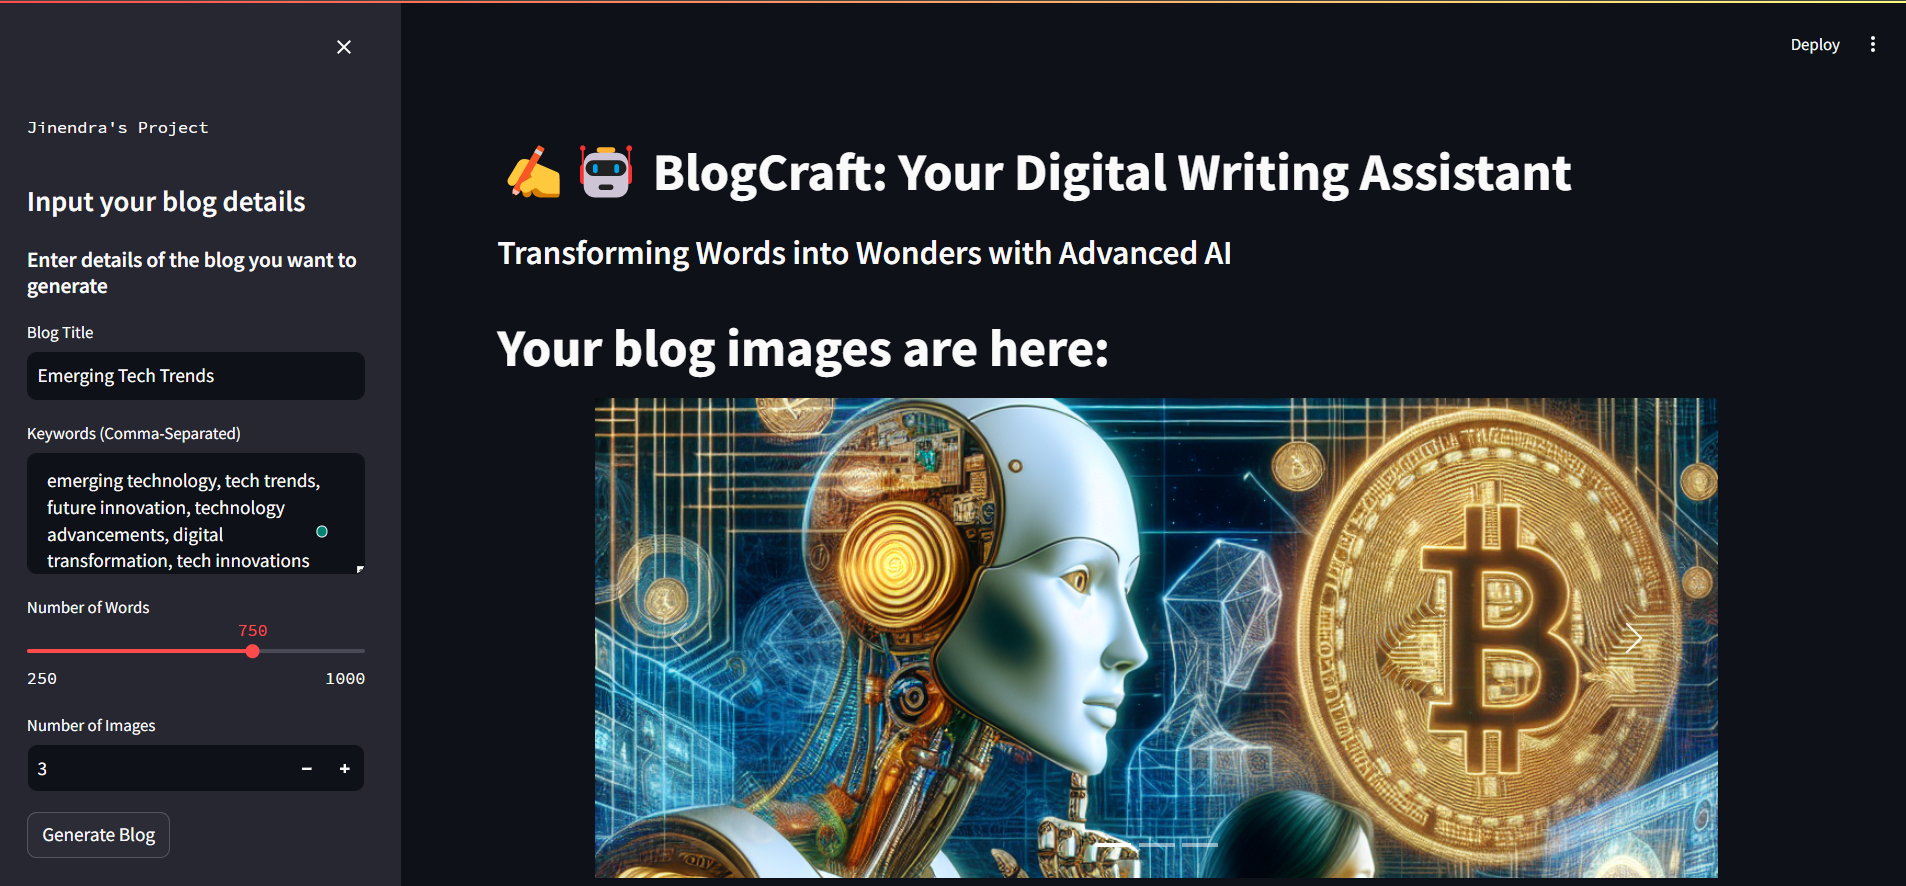 Deploy
Jinendra's Project
Input your blog details
Enter details of the blog you want to
generate
Blog Title
Emerging Tech Trends
Keywords (Comma-Separated)
emerging technology, tech trends,
future innovation, technology
advancements, digital
transformation, tech innovations
Number of Words
750
250 1000
Number of Images
3
Generate Blog
✍️🤖 BlogCraft: Your Digital Writing Assistant
Transforming Words into Wonders with Advanced AI
Your blog images are here: